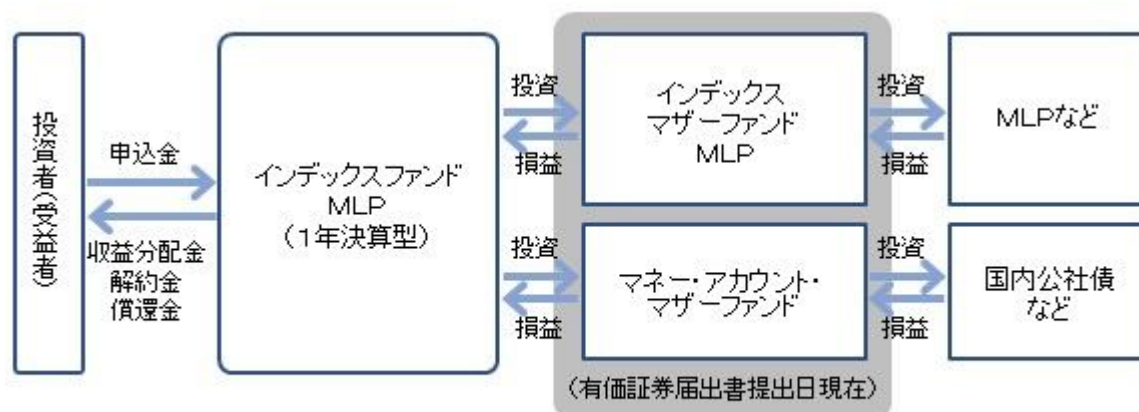 投資者(受益者)
申込金
収益分配金
解約金
償還金
インデックスファンド
MLP
(1年決算型)
投資
損益
投資
損益
インデックス
マザーファンド
MLP
マネー・アカウント・
マザーファンド
(有価証券届出書提出日現在)
投資
損益
投資
損益
MLPなど
国内公社債
など